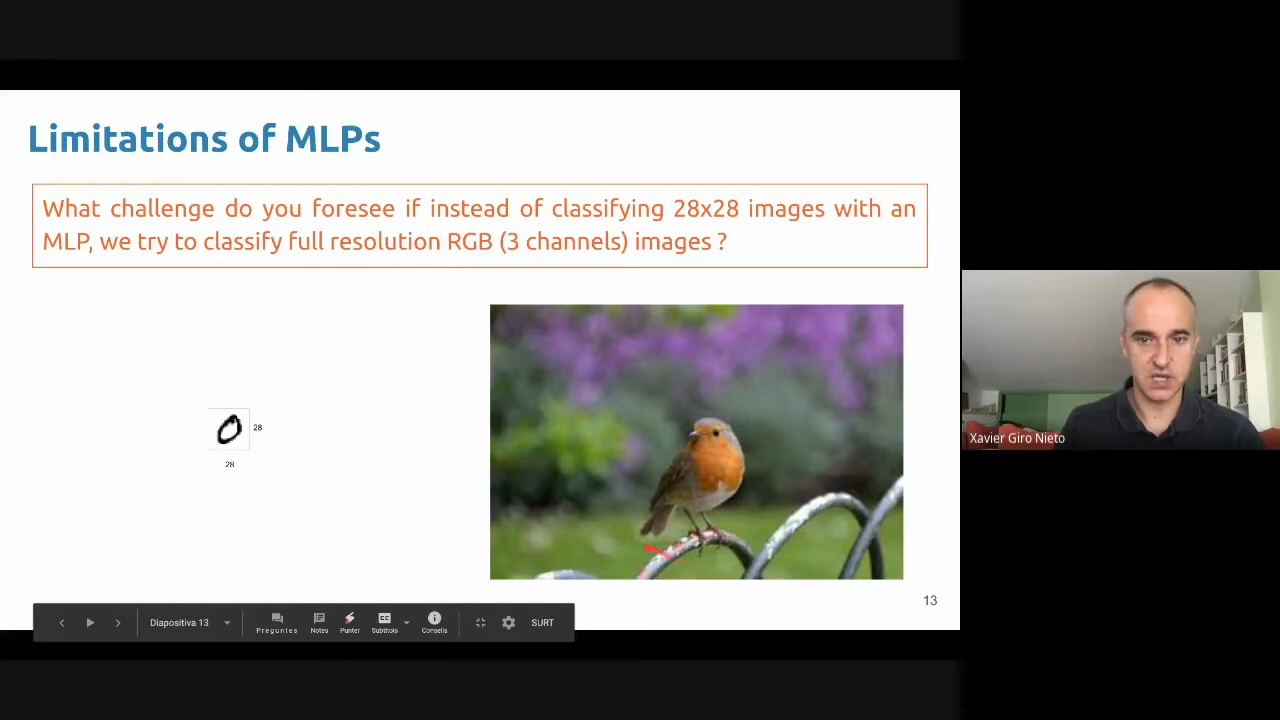 Limitations of MLPs
What challenge do you foresee if instead of classifying 28x28 images with an
MLP, we try to classify full resolution RGB (3 channels) images ?
28
28
Xavier Giro Nieto
13
Diapositiva 13
Preguntes
Notes
Punter
CC
Subtítols
Consells
SURT